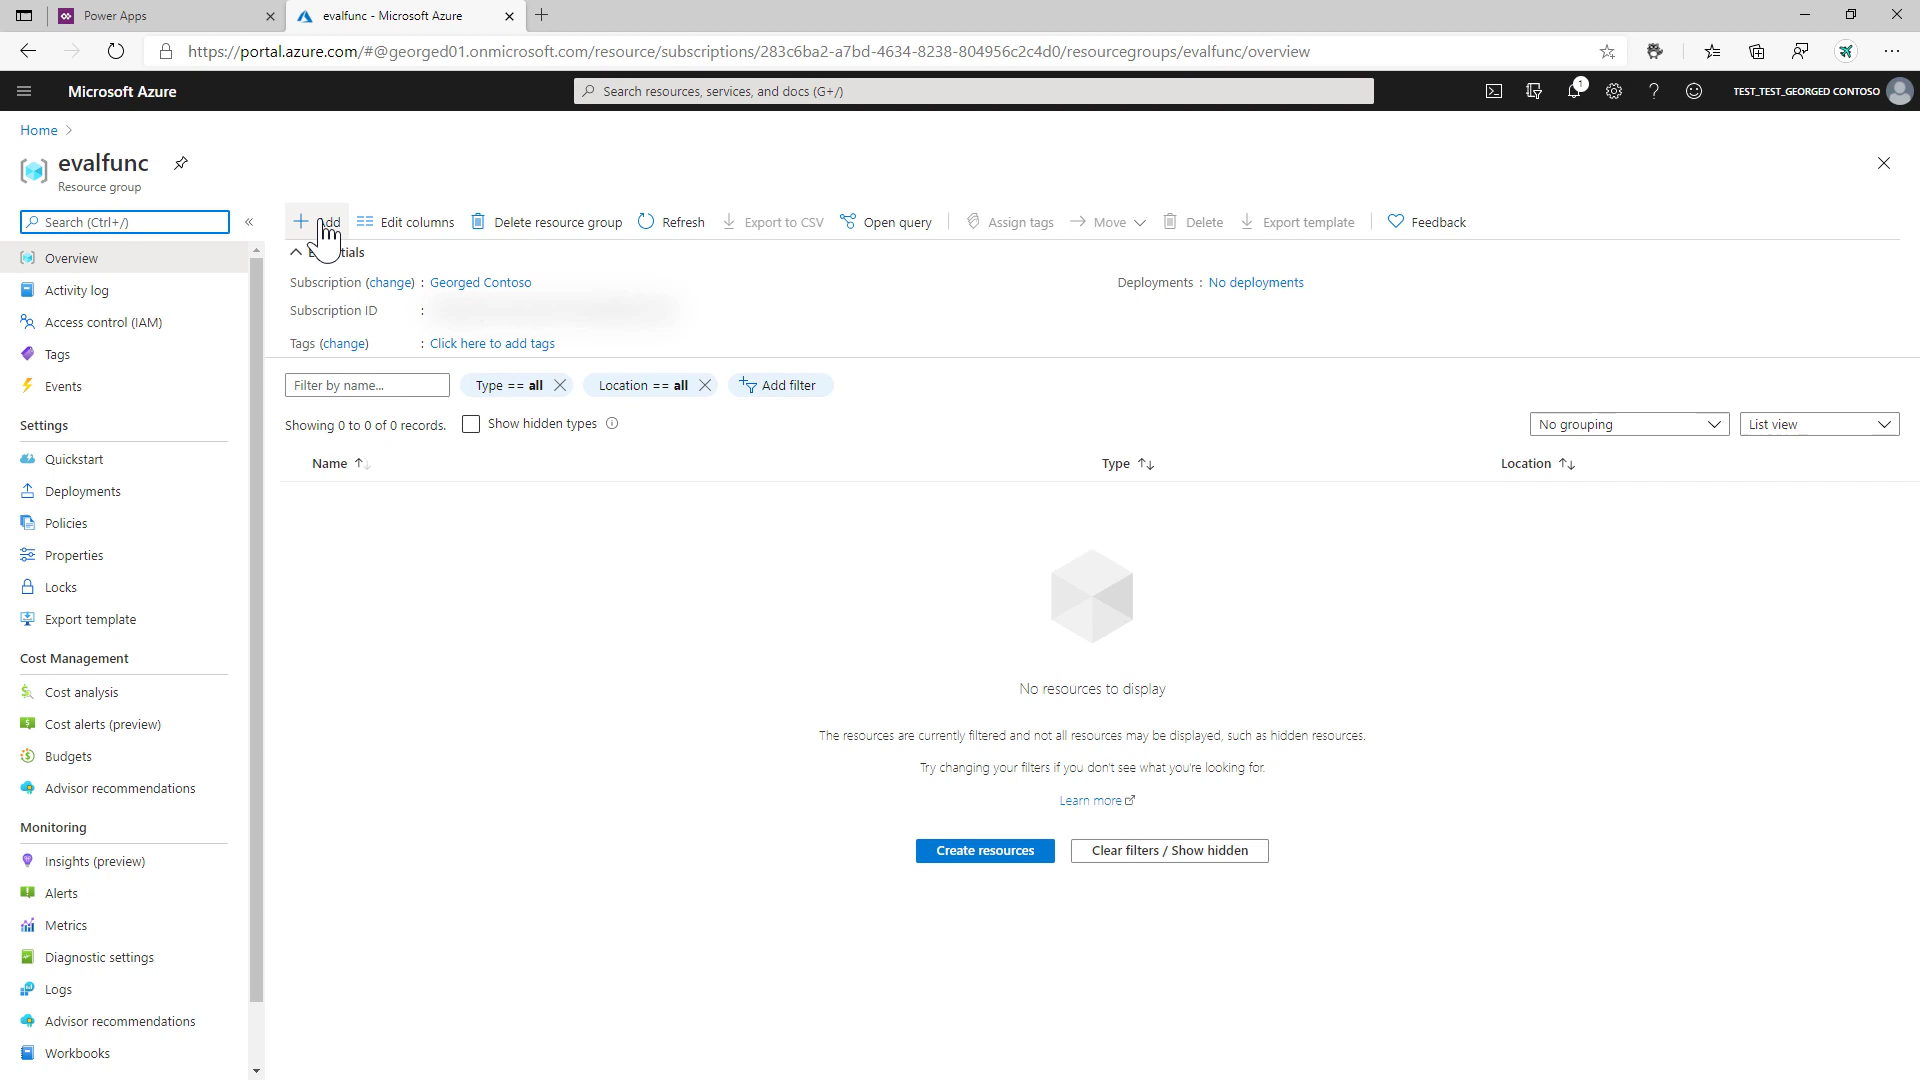 Power Apps
evalfunc - Microsoft Azure
https://portal.azure.com/#@georged01.onmicrosoft.com/resource/subscriptions/283c6ba2-a7bd-4634-8238-804956c2c4d0/resourcegroups/evalfunc/overview
Microsoft Azure
Search resources, services, and docs (G+/)
1
TEST_TEST_GEORGED CONTOSO
Home
evalfunc
Resource group
Search (Ctrl+/)
Add
Edit columns
Delete resource group
Refresh
Export to CSV
Open query
Assign tags
Move
Delete
Export template
Feedback
Overview
Activity log
Access control (IAM)
Tags
Events
Settings
Quickstart
Deployments
Policies
Properties
Locks
Export template
Cost Management
Cost analysis
Cost alerts (preview)
Budgets
Advisor recommendations
Monitoring
Insights (preview)
Alerts
Metrics
Diagnostic settings
Logs
Advisor recommendations
Workbooks
Subscription (change) : Georged Contoso
Deployments : No deployments
Subscription ID :
Tags (change) : Click here to add tags
Filter by name...
Type == all
Location == all
Add filter
Showing 0 to 0 of 0 records.
Show hidden types
No grouping
List view
Name
Type
Location
No resources to display
The resources are currently filtered and not all resources may be displayed, such as hidden resources.
Try changing your filters if you don't see what you're looking for.
Learn more
Create resources
Clear filters / Show hidden